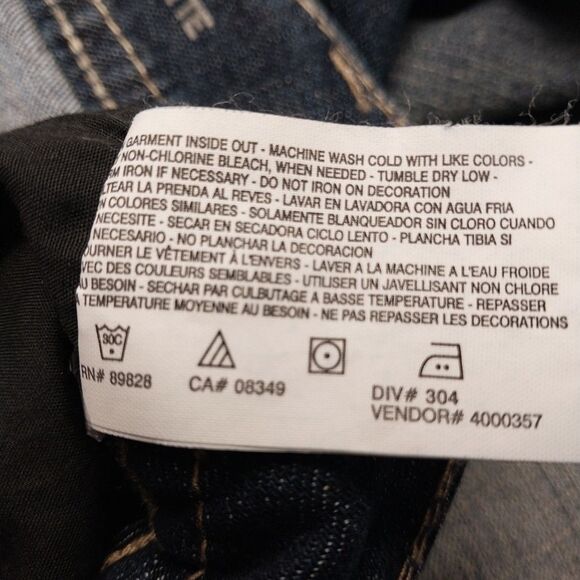 ITE
GARMENT INSIDE OUT - MACHINE WASH COLD WITH LIKE COLORS -
NON-CHLORINE BLEACH, WHEN NEEDED - TUMBLE DRY LOW -
IRON IF NECESSARY - DO NOT IRON ON DECORATION
LA PRENDA AL REVES - LAVAR EN LAVADORA CON AGUA FRIA
COLORES SIMILARES - SOLAMENTE BLANQUEADOR SIN CLORO CUANDO
NECESITE - SECAR EN SECADORA CICLO LENTO - PLANCHA TIBIA SI
NECESARIO - NO PLANCHAR LA DECORACION
LE VÊTEMENT À L'ENVERS - LAVER A LA MACHINE A L'EAU FROIDE
AVEC DES COULEURS SEMBLABLES - UTILISER UN JAVELLISANT NON CHLORE
AU BESOIN - SECHAR PAR CULBUTAGE A BASSE TEMPERATURE - REPASSER
A TEMPERATURE MOYENNE AU BESOIN - NE PAS REPASSER LES DECORATIONS
30C
RN# 89828 CA# 08349 DIV# 304
VENDOR# 4000357